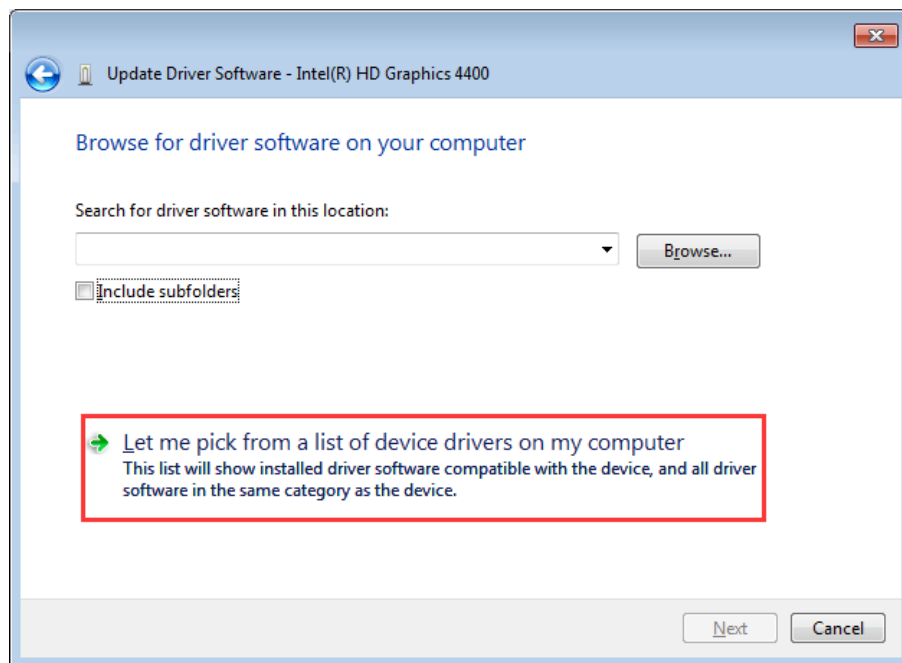 Update Driver Software - Intel(R) HD Graphics 4400
Browse for driver software on your computer
Search for driver software in this location:
Browse...
Include subfolders
Let me pick from a list of device drivers on my computer
This list will show installed driver software compatible with the device, and all driver
software in the same category as the device.
Next Cancel